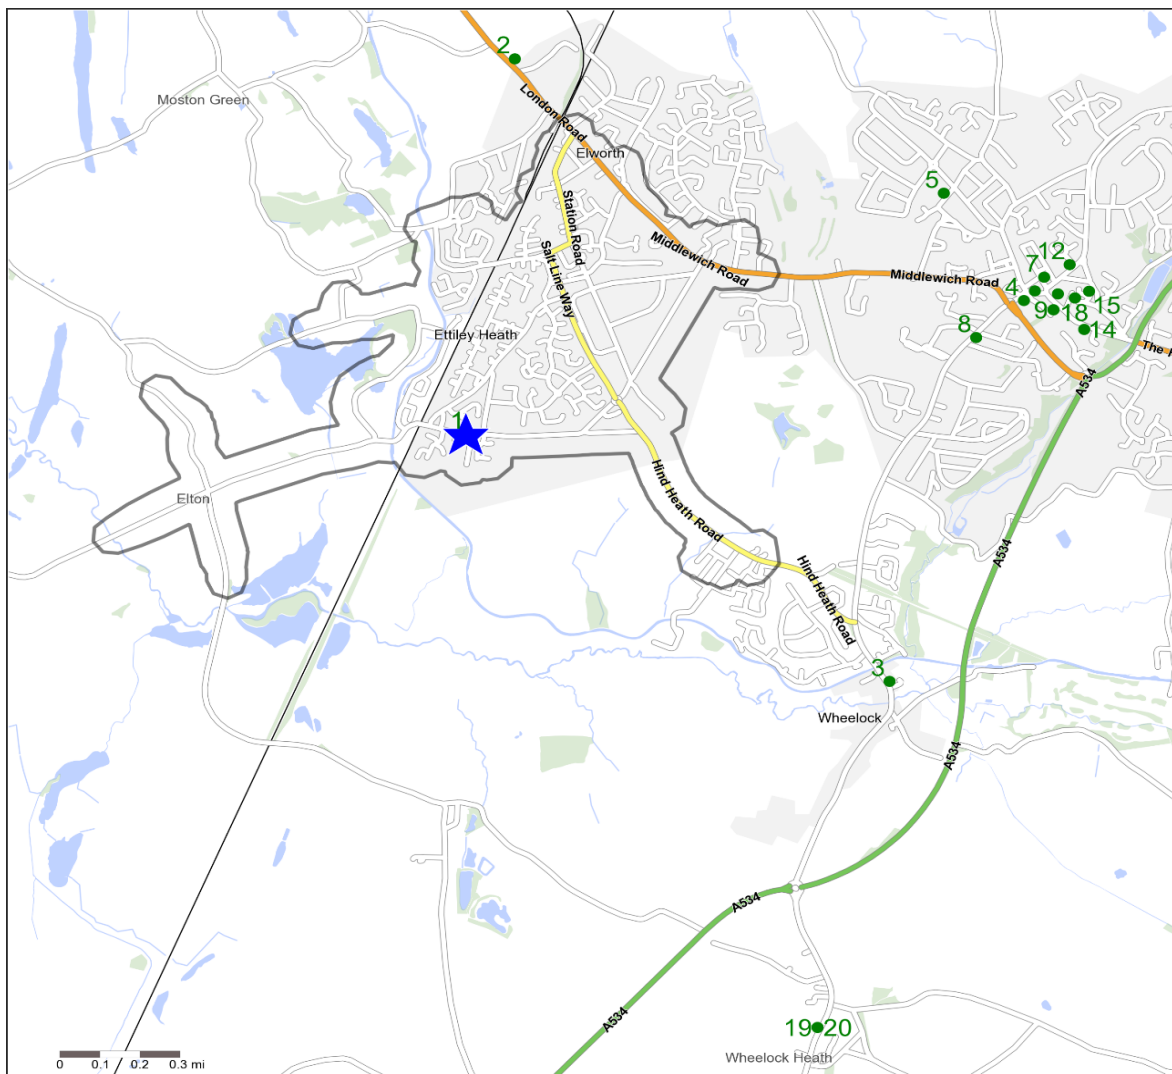 2
Moston Green
London Road
Elworth
5
Station Road
Salt Line Way
Middlewich Road
Middlewich Road
12
7
4
15
9
18
14
8
Ettiley Heath
The
A534
1
Elton
Hind Heath Road
A534
Hind Heath Road
3
Wheelock
A534
A534
A534
19 20
Wheelock Heath
0 0.1 0.2 0.3 mi